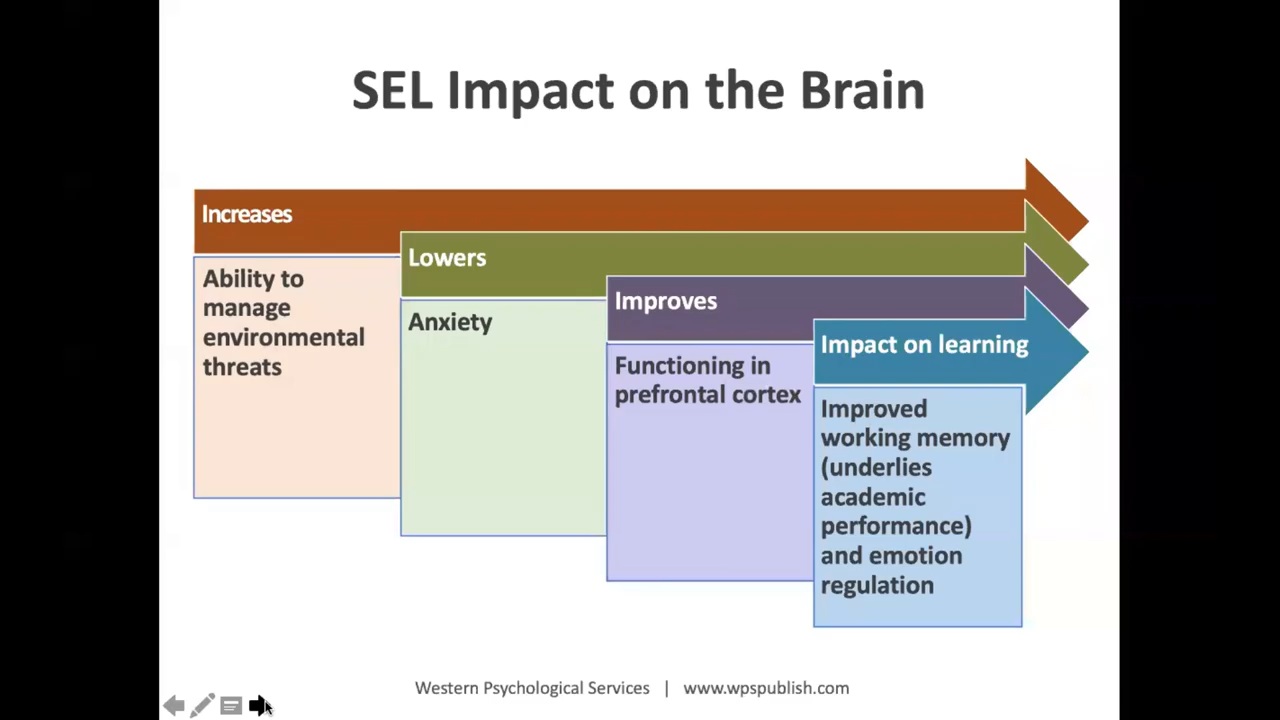 SEL Impact on the Brain
Increases
Ability to
manage
environmental
threats
Lowers
Anxiety
Improves
Functioning in
prefrontal cortex
Impact on learning
Improved
working memory
(underlies
academic
performance)
and emotion
regulation
Western Psychological Services | www.wpspublish.com